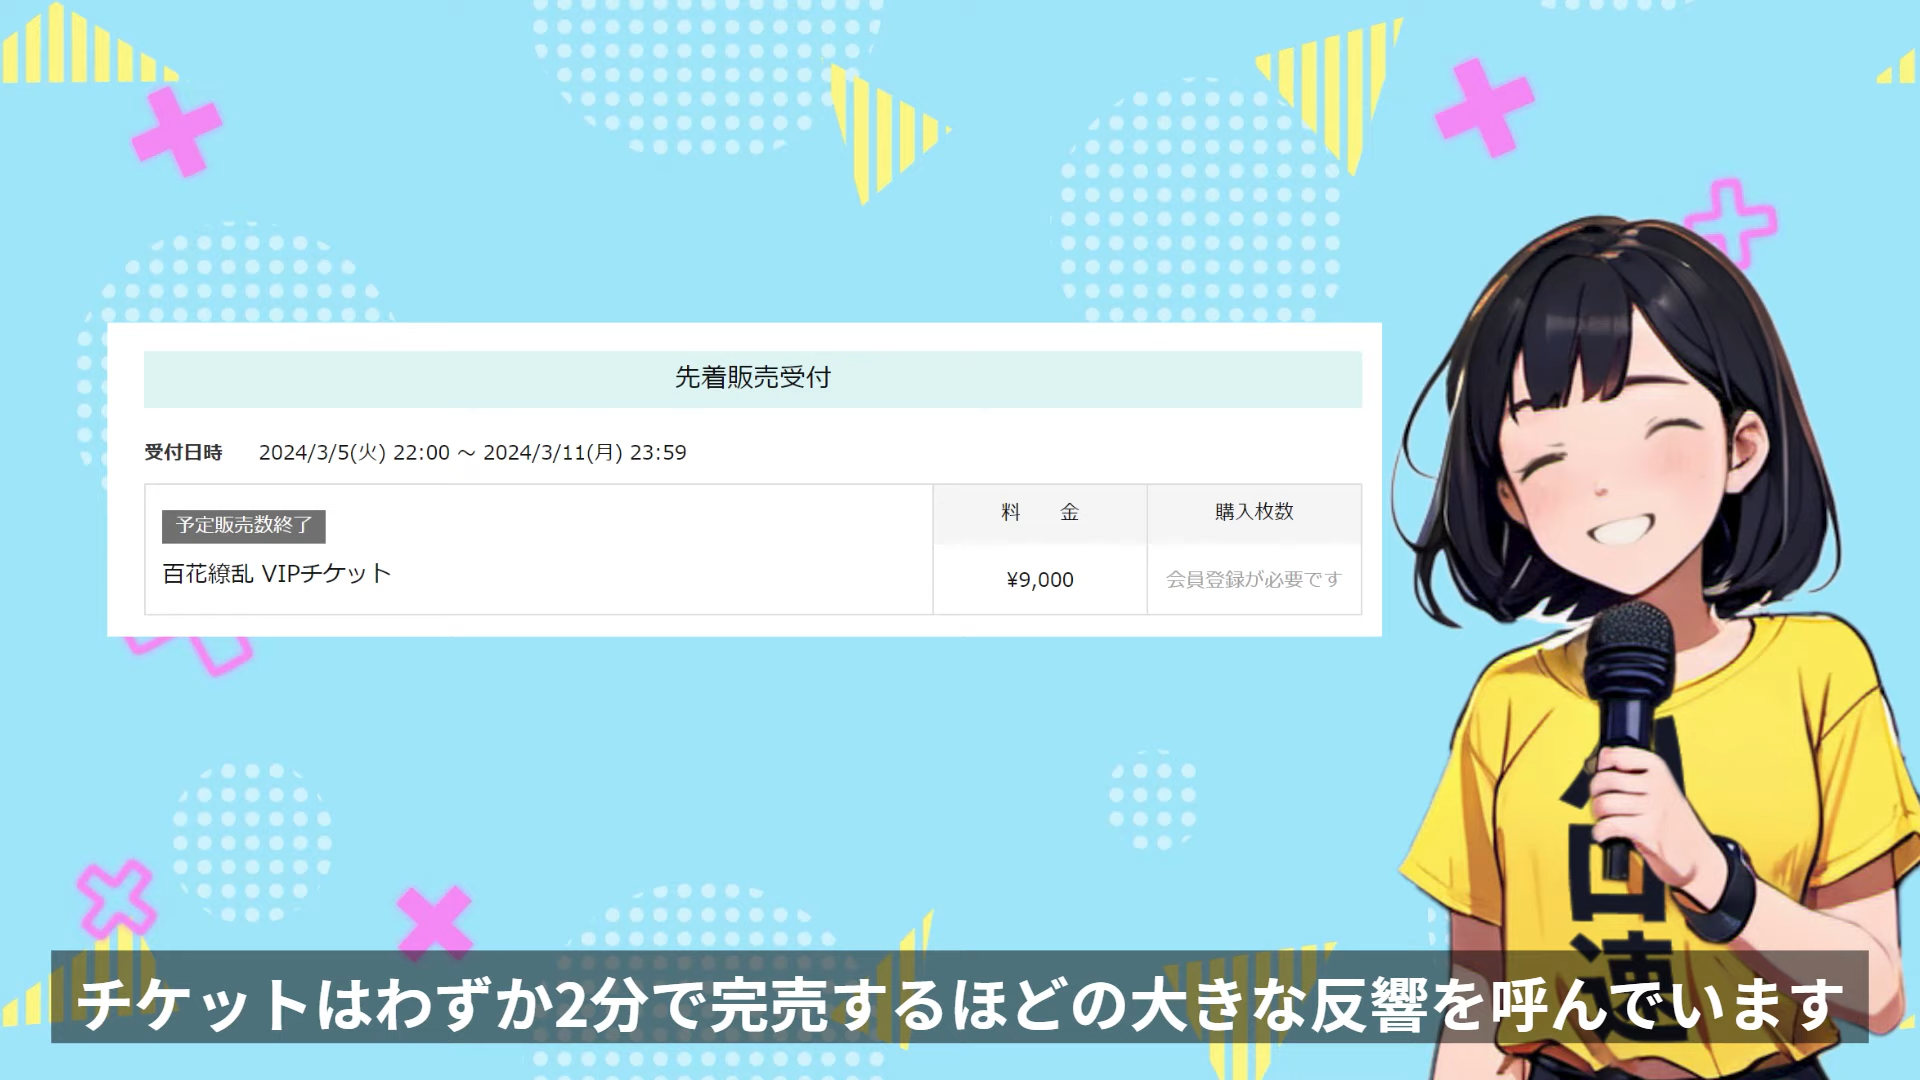 先着販売受付
受付日時 2024/3/5(火) 22:00 ～ 2024/3/11(月) 23:59
予定販売数終了
百花繚乱 VIPチケット
料 金
購入枚数
¥9,000
会員登録が必要です
チケットはわずか2分で完売するほどの大きな反響を呼んでいます